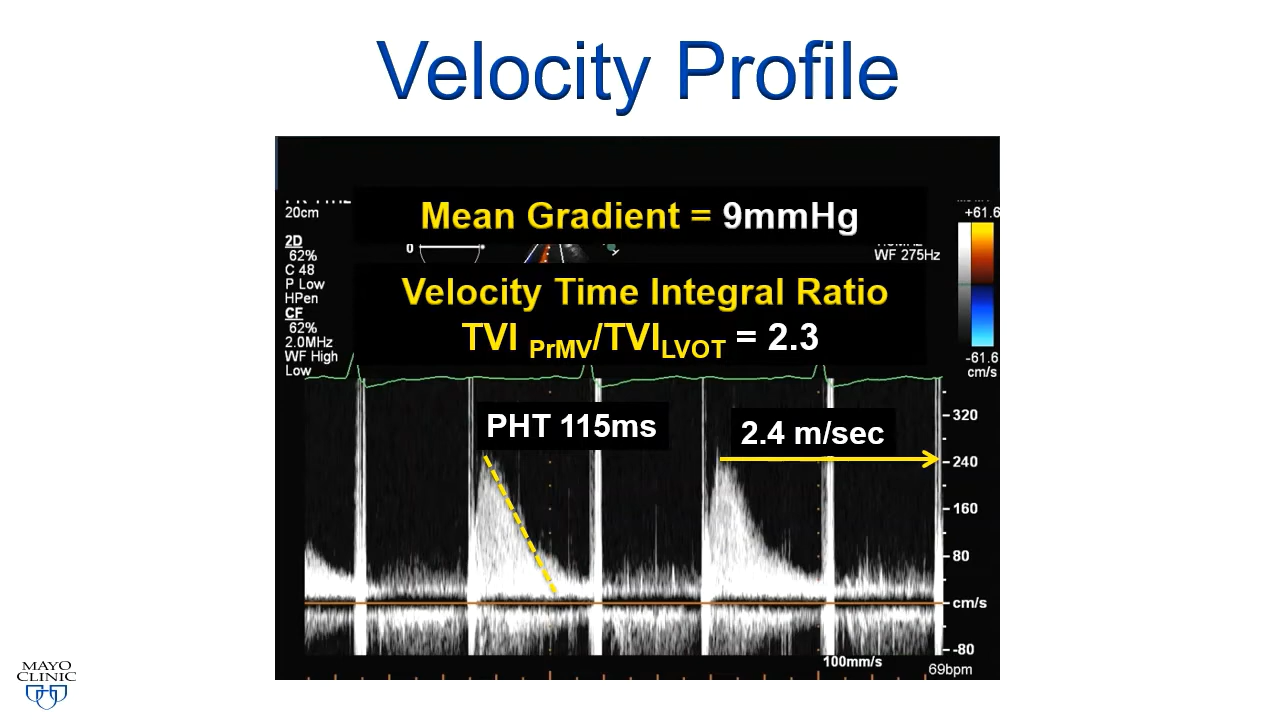 Velocity Profile
20cm
2D
62%
C 48
P Low
HPen
CF
62%
2.0MHz
WF High
Low
Mean Gradient = 9mmHg
0
WF 275Hz
+61.6
Velocity Time Integral Ratio
TVI PrMV/TVILVOT = 2.3
-61.6
cm/s
PHT 115ms
2.4 m/sec
320
240
160
80
cm/s
-80
100mm/s
69bpm
MAYO
CLINIC